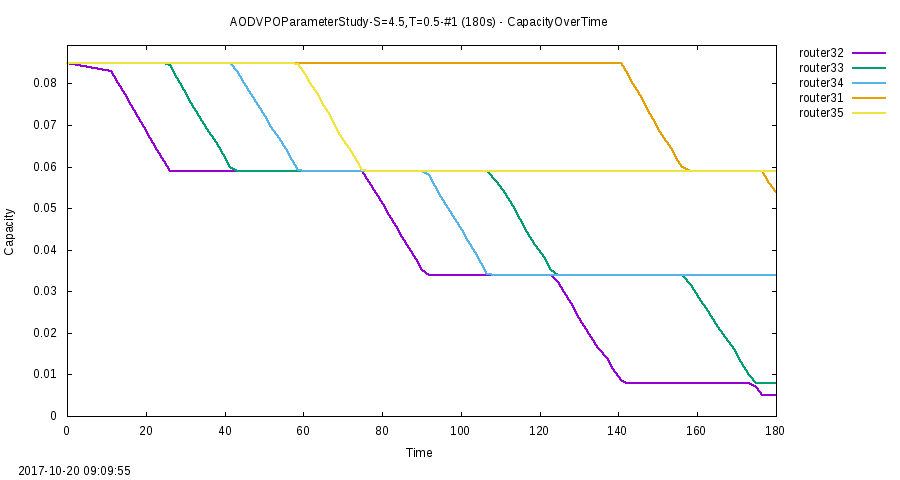 AODVPOParameterStudy-S=4.5,T=0.5-#1 (180s) - CapacityOverTime
router32
router33
router34
router31
router35
0.08
0.07
0.06
0.05
0.04
0.03
0.02
0.01
0
Capacity
0 20 40 60 80 100 120 140 160 180
Time
2017-10-20 09:09:55